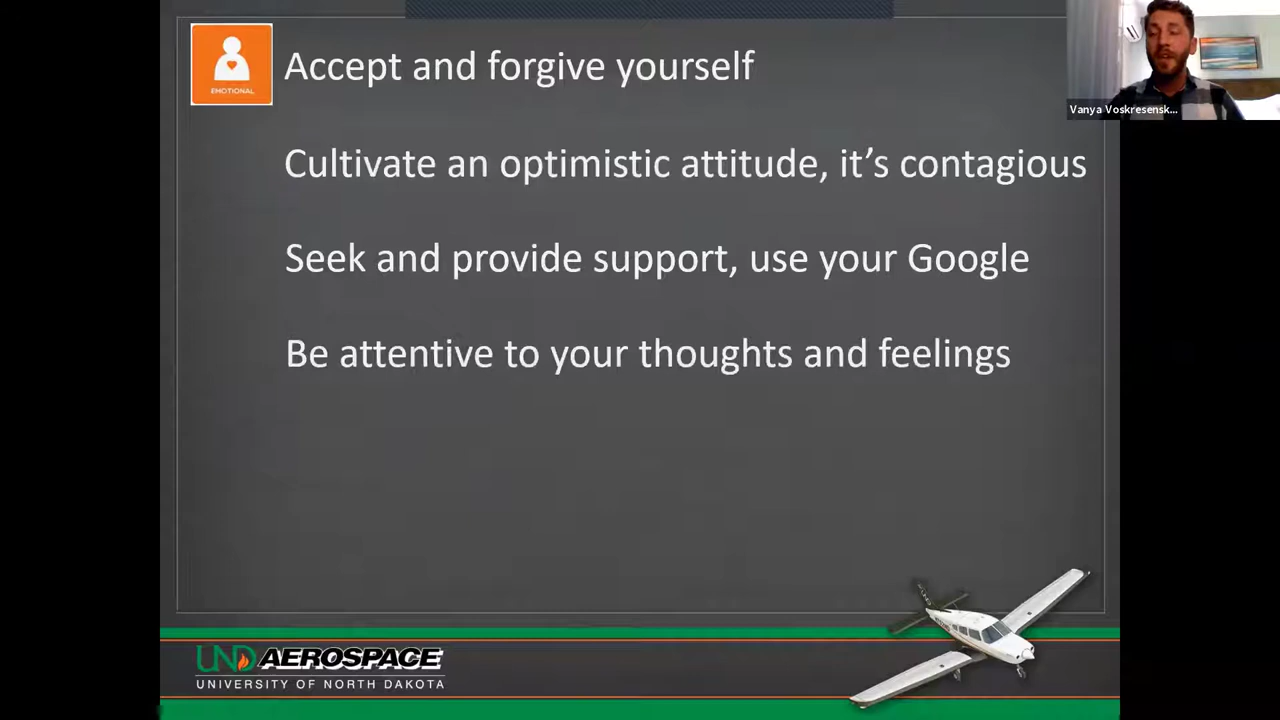 EMOTIONAL
Accept and forgive yourself
Cultivate an optimistic attitude, it’s contagious
Seek and provide support, use your Google
Be attentive to your thoughts and feelings
Vanya Voskresensk...
UND AEROSPACE
UNIVERSITY OF NORTH DAKOTA